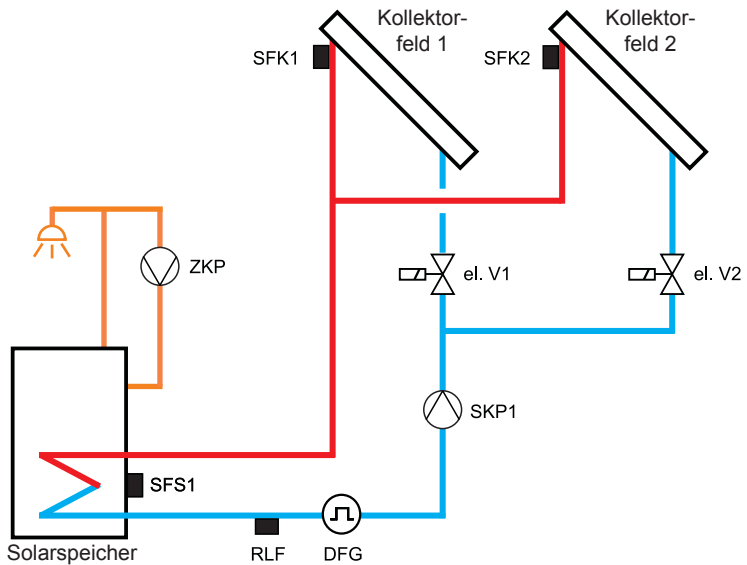 Kollektor-
feld 1
Kollektor-
feld 2
SFK1
SFK2
ZKP
el. V1
el. V2
SKP1
SFS1
Solarspeicher
RLF
DFG